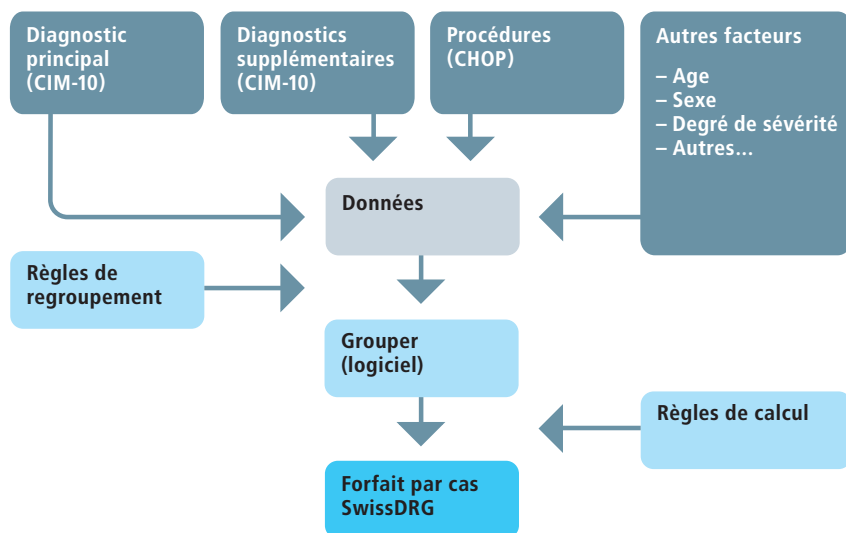 Diagnostic
principal
(CIM-10)
Diagnostics
supplémentaires
(CIM-10)
Procédures
(CHOP)
Autres facteurs
– Age
– Sexe
– Degré de sévérité
– Autres...
Données
Règles de
regroupement
Grouper
(logiciel)
Règles de calcul
Forfait par cas
SwissDRG